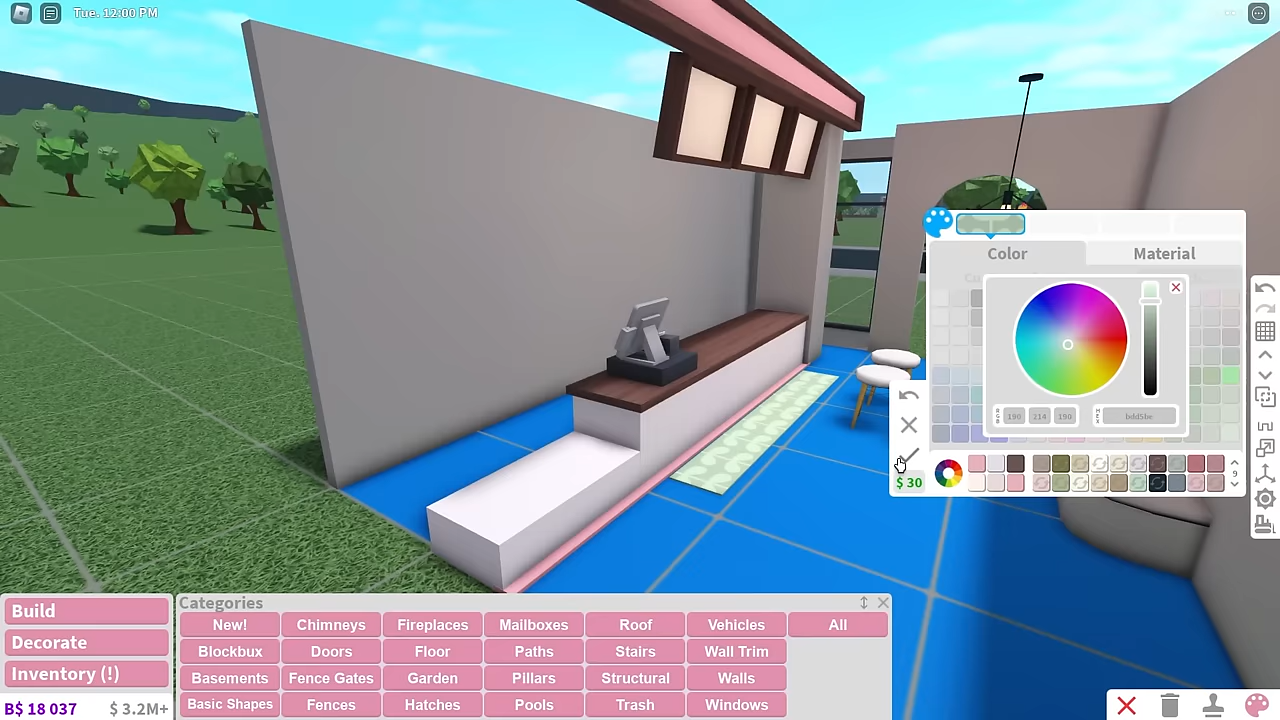 Tue. 12:00 PM
Color
Material
190 214 190
bdd5be
$ 30
9
Build
Decorate
Inventory (!)
B$ 18 037
$ 3.2M+
Categories
New!
Chimneys
Fireplaces
Mailboxes
Roof
Vehicles
All
Blockbux
Doors
Floor
Paths
Stairs
Wall Trim
Basements
Fence Gates
Garden
Pillars
Structural
Walls
Basic Shapes
Fences
Hatches
Pools
Trash
Windows